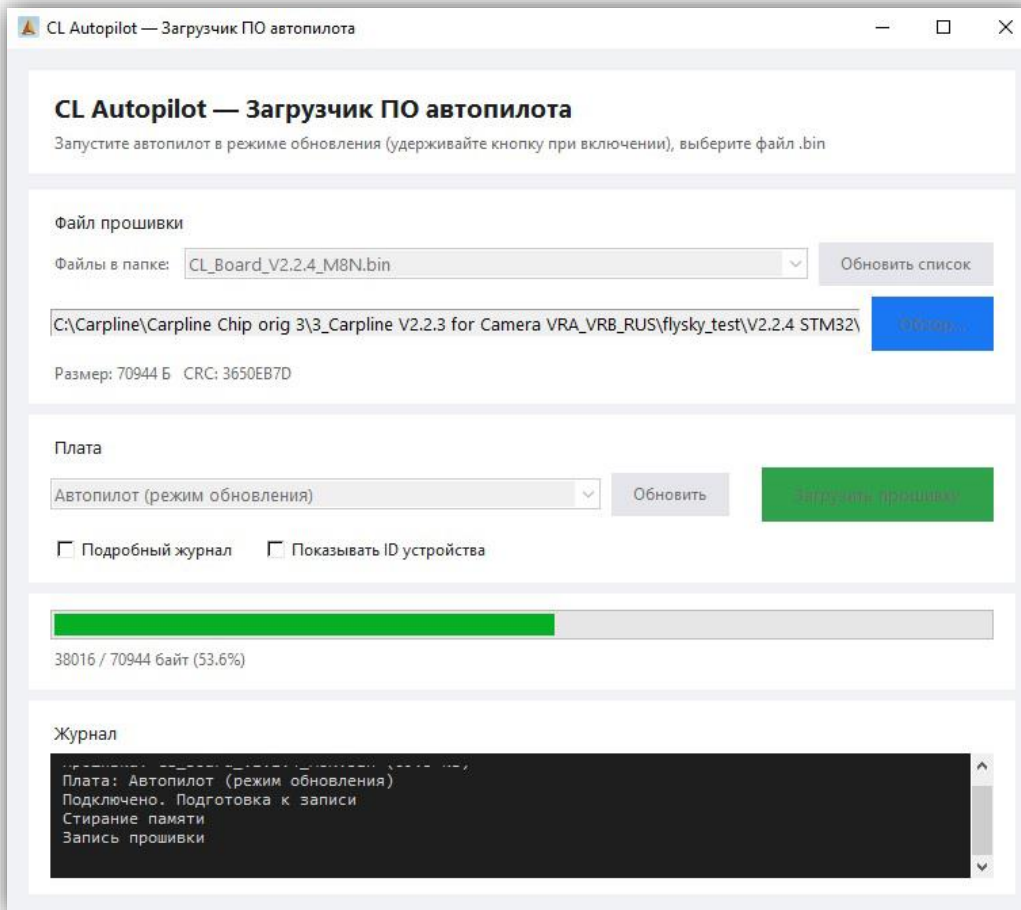 CL Autopilot — Загрузчик ПО автопилота
CL Autopilot — Загрузчик ПО автопилота
Запустите автопилот в режиме обновления (удерживайте кнопку при включении), выберите файл .bin
Файл прошивки
Файлы в папке: CL_Board_V2.2.4_M8N.bin Обновить список
C:\Carpline\Carpline Chip orig 3\3_Carpline V2.2.3 for Camera VRA_VRB_RUS\flysky_test\V2.2.4 STM32\ Обзор...
Размер: 70944 Б CRC: 3650EB7D
Плата
Автопилот (режим обновления) Обновить Загрузить прошивку
Подробный журнал Показывать ID устройства
38016 / 70944 байт (53.6%)
Журнал
Плата: Автопилот (режим обновления)
Подключено. Подготовка к записи
Стирание памяти
Запись прошивки